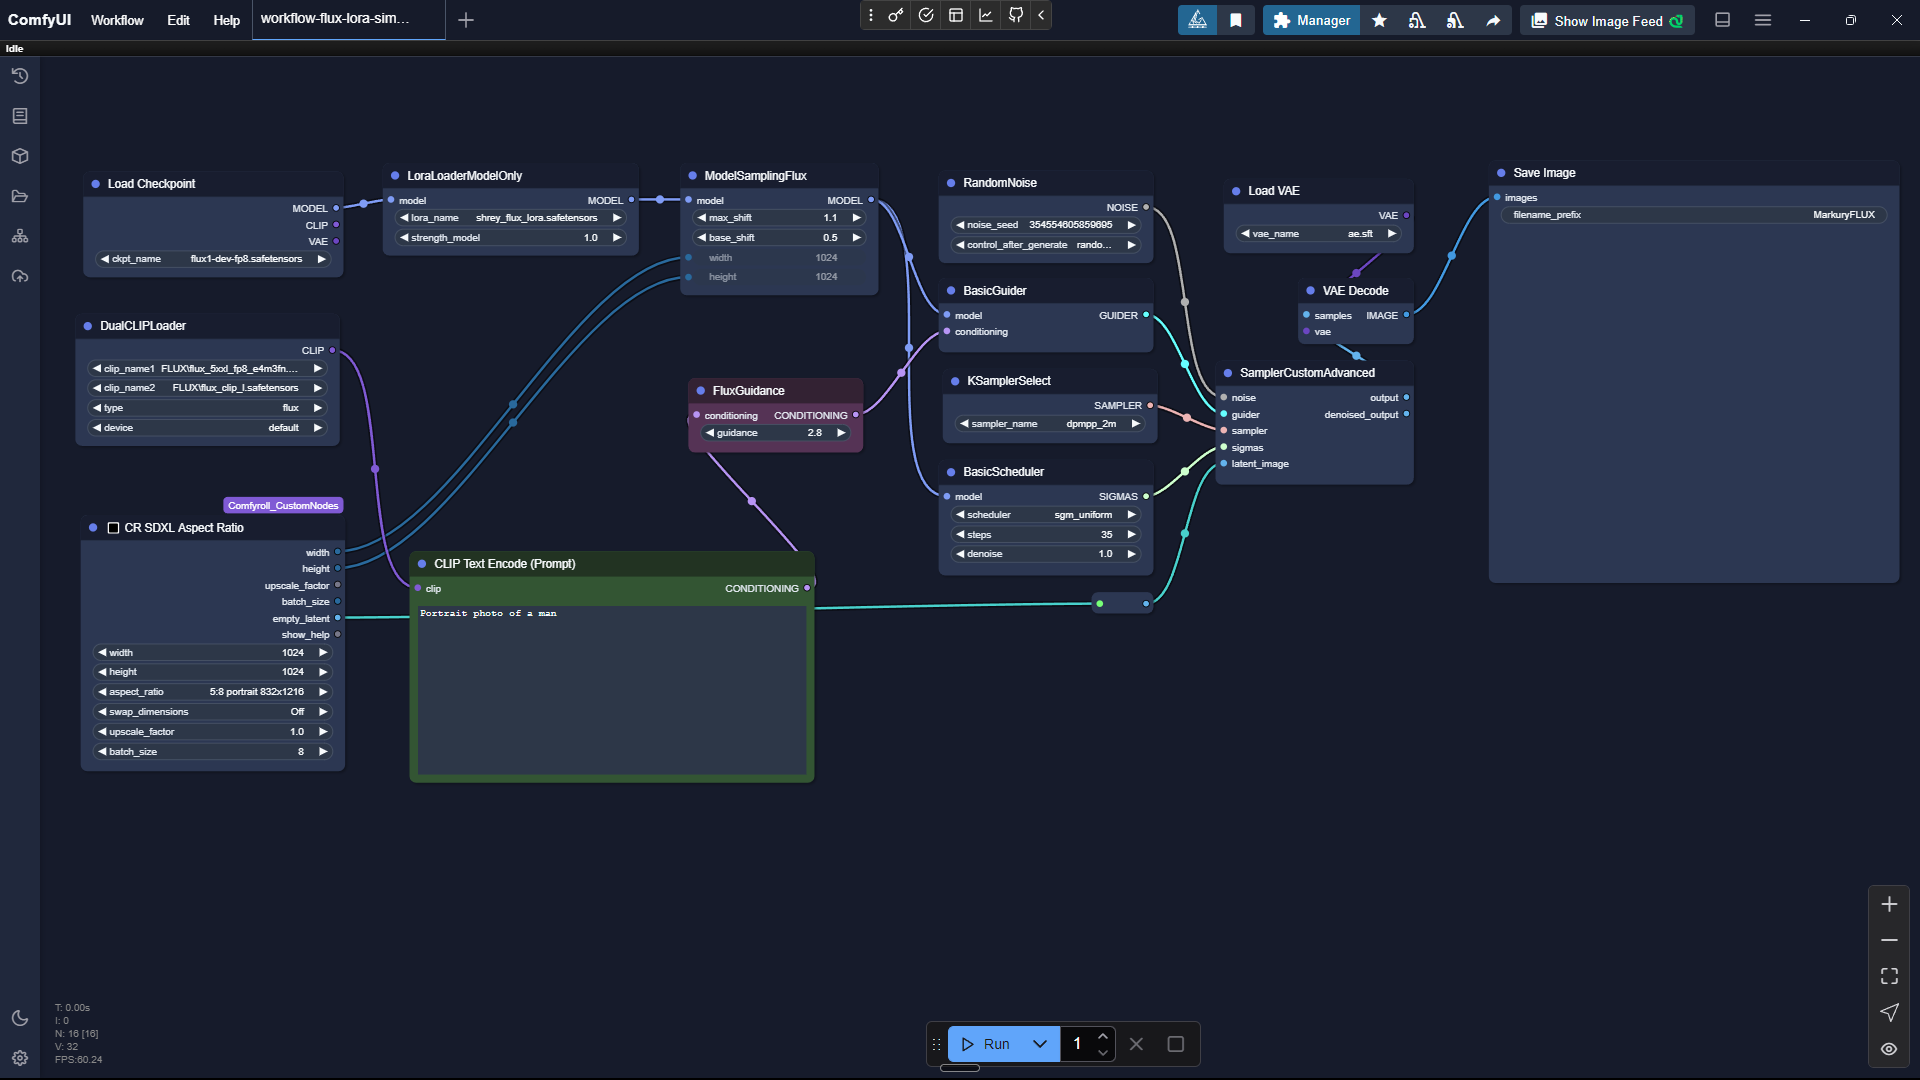 ComfyUI Workflow Edit Help workflow-flux-lora-sim... Manager Show Image Feed
Idle
Load Checkpoint
MODEL
CLIP
VAE
ckpt_name flux1-dev-fp8.safetensors
LoraLoaderModelOnly
model MODEL
lora_name shrey_flux_lora.safetensors
strength_model 1.0
ModelSamplingFlux
model MODEL
max_shift 1.1
base_shift 0.5
width 1024
height 1024
RandomNoise
NOISE
noise_seed 354554605859695
control_after_generate rando...
Load VAE
VAE
vae_name ae.sft
Save Image
images
filename_prefix MarkuryFLUX
DualCLIPLoader
CLIP
clip_name1 FLUX\flux_5xxl_fp8_e4m3fn....
clip_name2 FLUX\flux_clip_l.safetensors
type flux
device default
BasicGuider
model GUIDER
conditioning
VAE Decode
samples IMAGE
vae
FluxGuidance
conditioning CONDITIONING
guidance 2.8
KSamplerSelect
SAMPLER
sampler_name dpmpp_2m
SamplerCustomAdvanced
noise output
guider denoised_output
sampler
sigmas
latent_image
BasicScheduler
model SIGMAS
scheduler sgm_uniform
steps 35
denoise 1.0
Comfyroll_CustomNodes
CR SDXL Aspect Ratio
width
height
upscale_factor
batch_size
empty_latent
show_help
width 1024
height 1024
aspect_ratio 5:8 portrait 832x1216
swap_dimensions Off
upscale_factor 1.0
batch_size 8
CLIP Text Encode (Prompt)
clip CONDITIONING
Portrait photo of a man
T: 0.00s
I: 0
N: 16 [16]
V: 32
FPS:60.24
Run 1